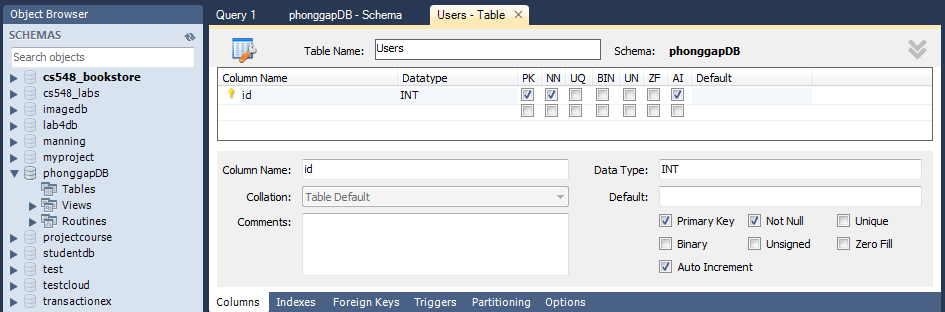 Object Browser
Query 1 phonggapDB - Schema Users - Table
SCHEMAS
Search objects
cs548_bookstore
cs548_labs
imagedb
lab4db
manning
myproject
phonggapDB
Tables
Views
Routines
projectcourse
studentdb
test
testcloud
transactionex
Table Name: Users Schema: phonggapDB
Column Name Datatype PK NN UQ BIN UN ZF AI Default
id INT
Column Name: id Data Type: INT
Collation: Table Default Default:
Comments: Primary Key Not Null Unique
Binary Unsigned Zero Fill
Auto Increment
Columns Indexes Foreign Keys Triggers Partitioning Options